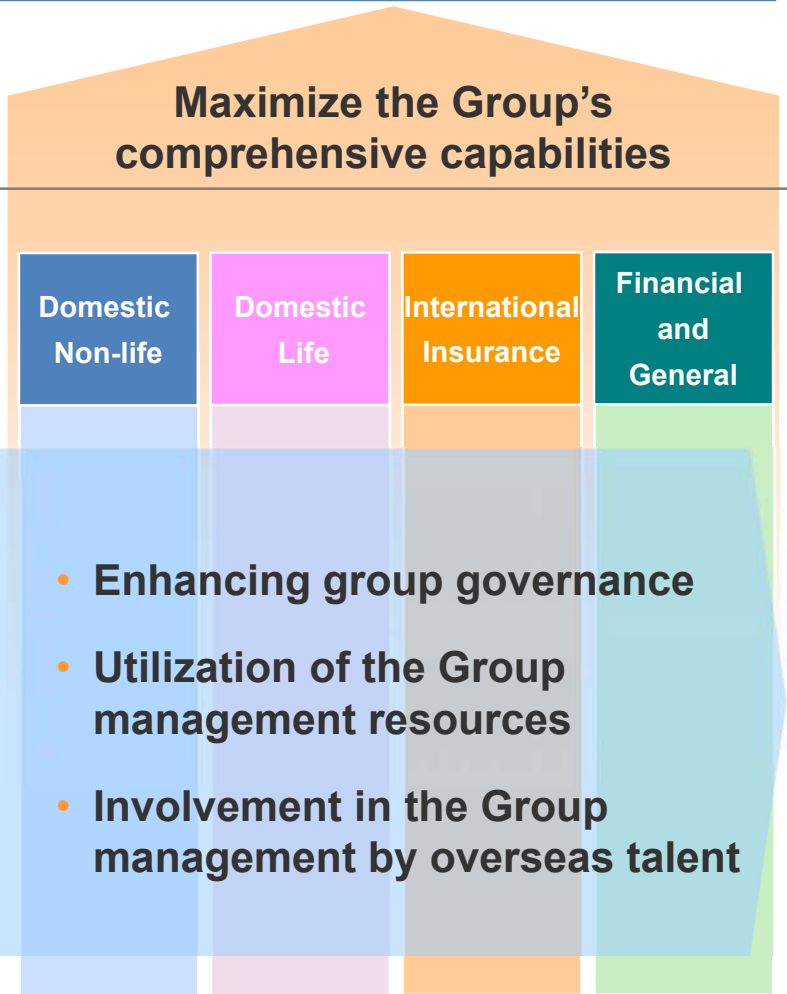 Maximize the Group’s
comprehensive capabilities
Domestic
Non-life
Domestic
Life
International
Insurance
Financial
and
General
• Enhancing group governance
• Utilization of the Group
management resources
• Involvement in the Group
management by overseas talent